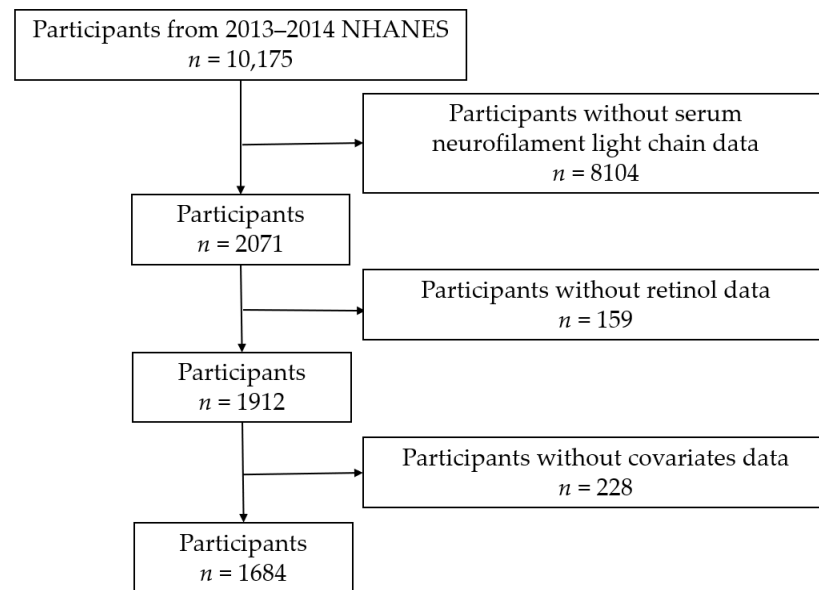 Participants from 2013–2014 NHANES
n = 10,175
Participants without serum
neurofilament light chain data
n = 8104
Participants
n = 2071
Participants without retinol data
n = 159
Participants
n = 1912
Participants without covariates data
n = 228
Participants
n = 1684